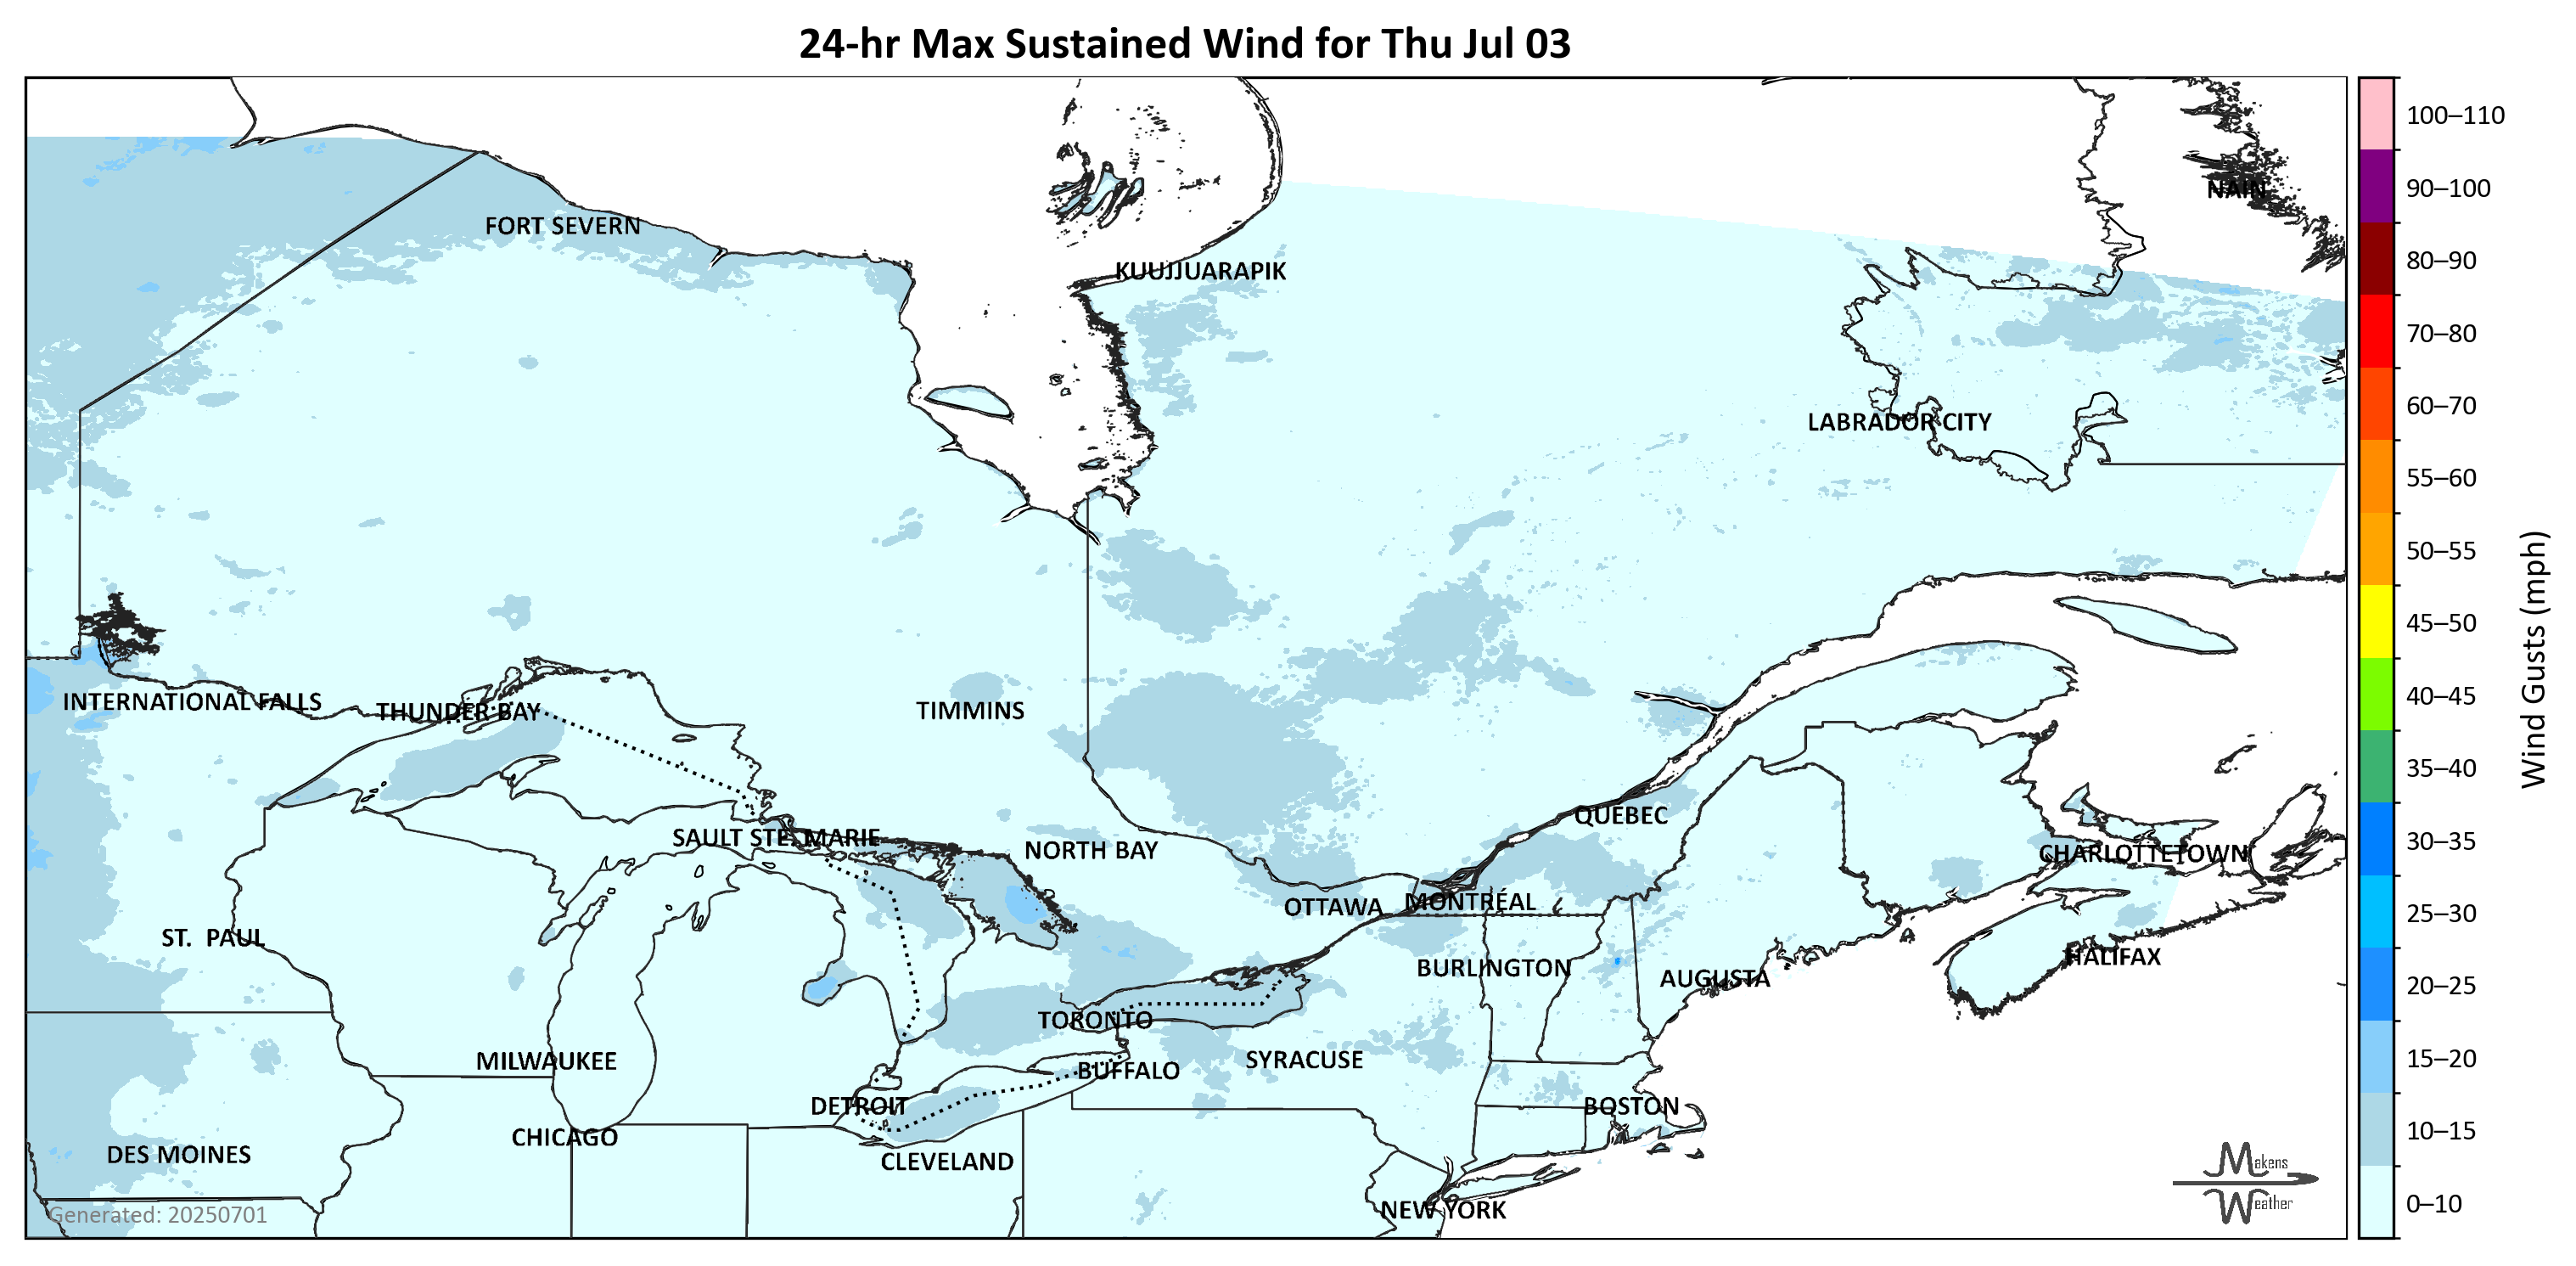 24-hr Max Sustained Wind for Thu Jul 03
100–110
90–100
80–90
70–80
60–70
55–60
50–55
45–50
40–45
35–40
30–35
25–30
20–25
15–20
10–15
0–10
Wind Gusts (mph)
NAIN
FORT SEVERN
KUUJJUARAPIK
LABRADOR CITY
INTERNATIONAL FALLS
THUNDER BAY
TIMMINS
QUÉBEC
SAULT STE. MARIE
NORTH BAY
CHARLOTTETOWN
OTTAWA
MONTRÉAL
ST. PAUL
HALIFAX
BURLINGTON
AUGUSTA
TORONTO
MILWAUKEE
SYRACUSE
BUFFALO
DETROIT
BOSTON
CHICAGO
DES MOINES
CLEVELAND
NEW YORK
Generated: 20250701
Makens
Weather